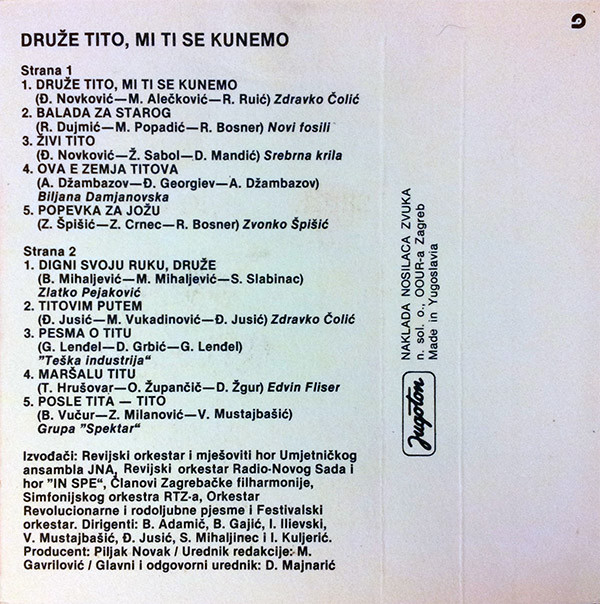 DRUŽE TITO, MI TI SE KUNEMO
Strana 1
1. DRUŽE TITO, MI TI SE KUNEMO
(Đ. Novković—M. Alečković—R. Ruić) Zdravko Čolić
2. BALADA ZA STAROG
(R. Dujmić—M. Popadić—R. Bosner) Novi fosili
3. ŽIVI TITO
(Đ. Novković—Ž. Sabol—D. Mandić) Srebrna krila
4. OVA E ZEMJA TITOVA
(A. Džambazov—Đ. Georgiev—A. Džambazov)
Biljana Damjanovska
5. POPEVKA ZA JOŽU
(Z. Špišić—Z. Crnec—R. Bosner) Zvonko Špišić
Strana 2
1. DIGNI SVOJU RUKU, DRUŽE
(B. Mihaljević—M. Mihaljević—S. Slabinac)
Zlatko Pejaković
2. TITOVIM PUTEM
(Đ. Jusić—M. Vukadinović—Đ. Jusić) Zdravko Čolić
3. PESMA O TITU
(G. Lenđel—D. Grbić—G. Lenđel)
"Teška industrija"
4. MARŠALU TITU
(T. Hrušovar—O. Župančič—D. Žgur) Edvin Fliser
5. POSLE TITA — TITO
(B. Vučur—Z. Milanović—V. Mustajbašić)
Grupa "Spektar"
Izvođači: Revijski orkestar i mješoviti hor Umjetničkog
ansambla JNA, Revijski orkestar Radio-Novog Sada i
hor "IN SPE", Članovi Zagrebačke filharmonije,
Simfonijskog orkestra RTZ-a, Orkestar
Revolucionarne i rodoljubne pjesme i Festivalski
orkestar. Dirigenti: B. Adamič, B. Gajić, I. Ilievski,
V. Mustajbašić, Đ. Jusić, S. Mihaljinec i I. Kuljerić.
Producent: Piljak Novak / Urednik redakcije: M.
Gavrilović / Glavni i odgovorni urednik: D. Majnarić
Jugoton
NAKLADA NOSILACA ZVUKA
n. sol. o., OOUR-a Zagreb
Made in Yugoslavia